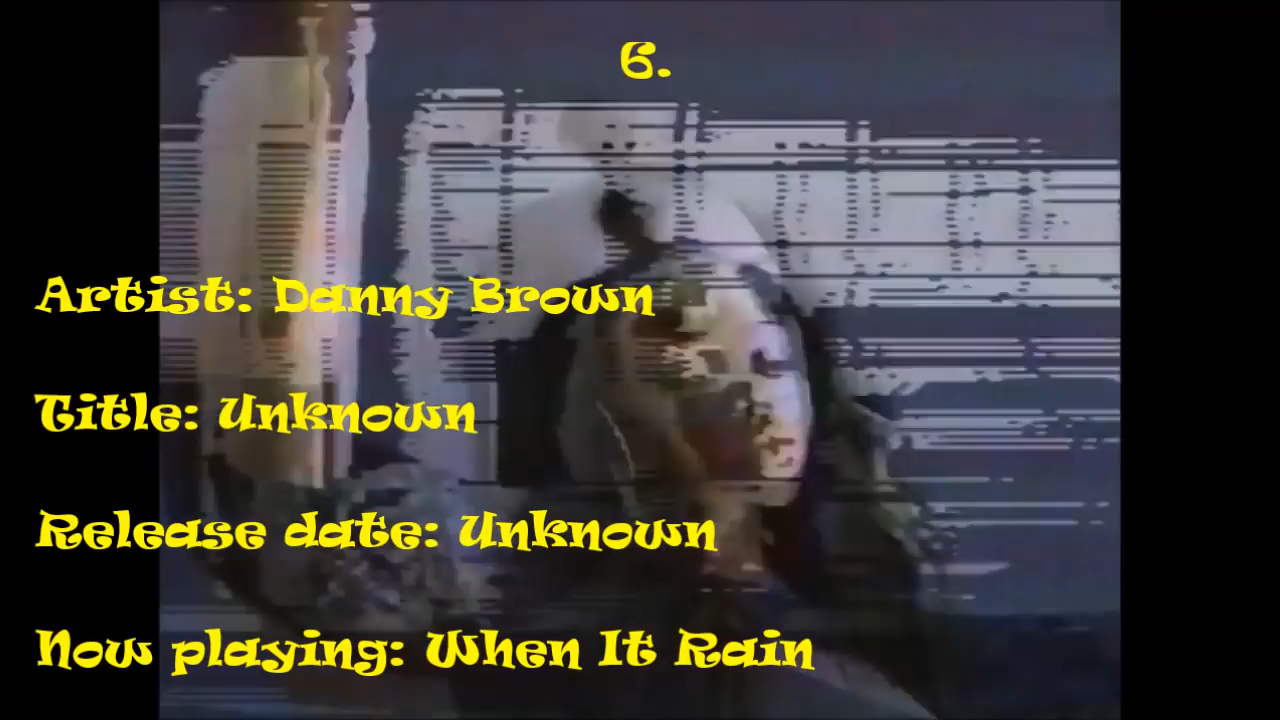 6.
Artist: Danny Brown
Title: Unknown
Release date: Unknown
Now playing: When It Rain